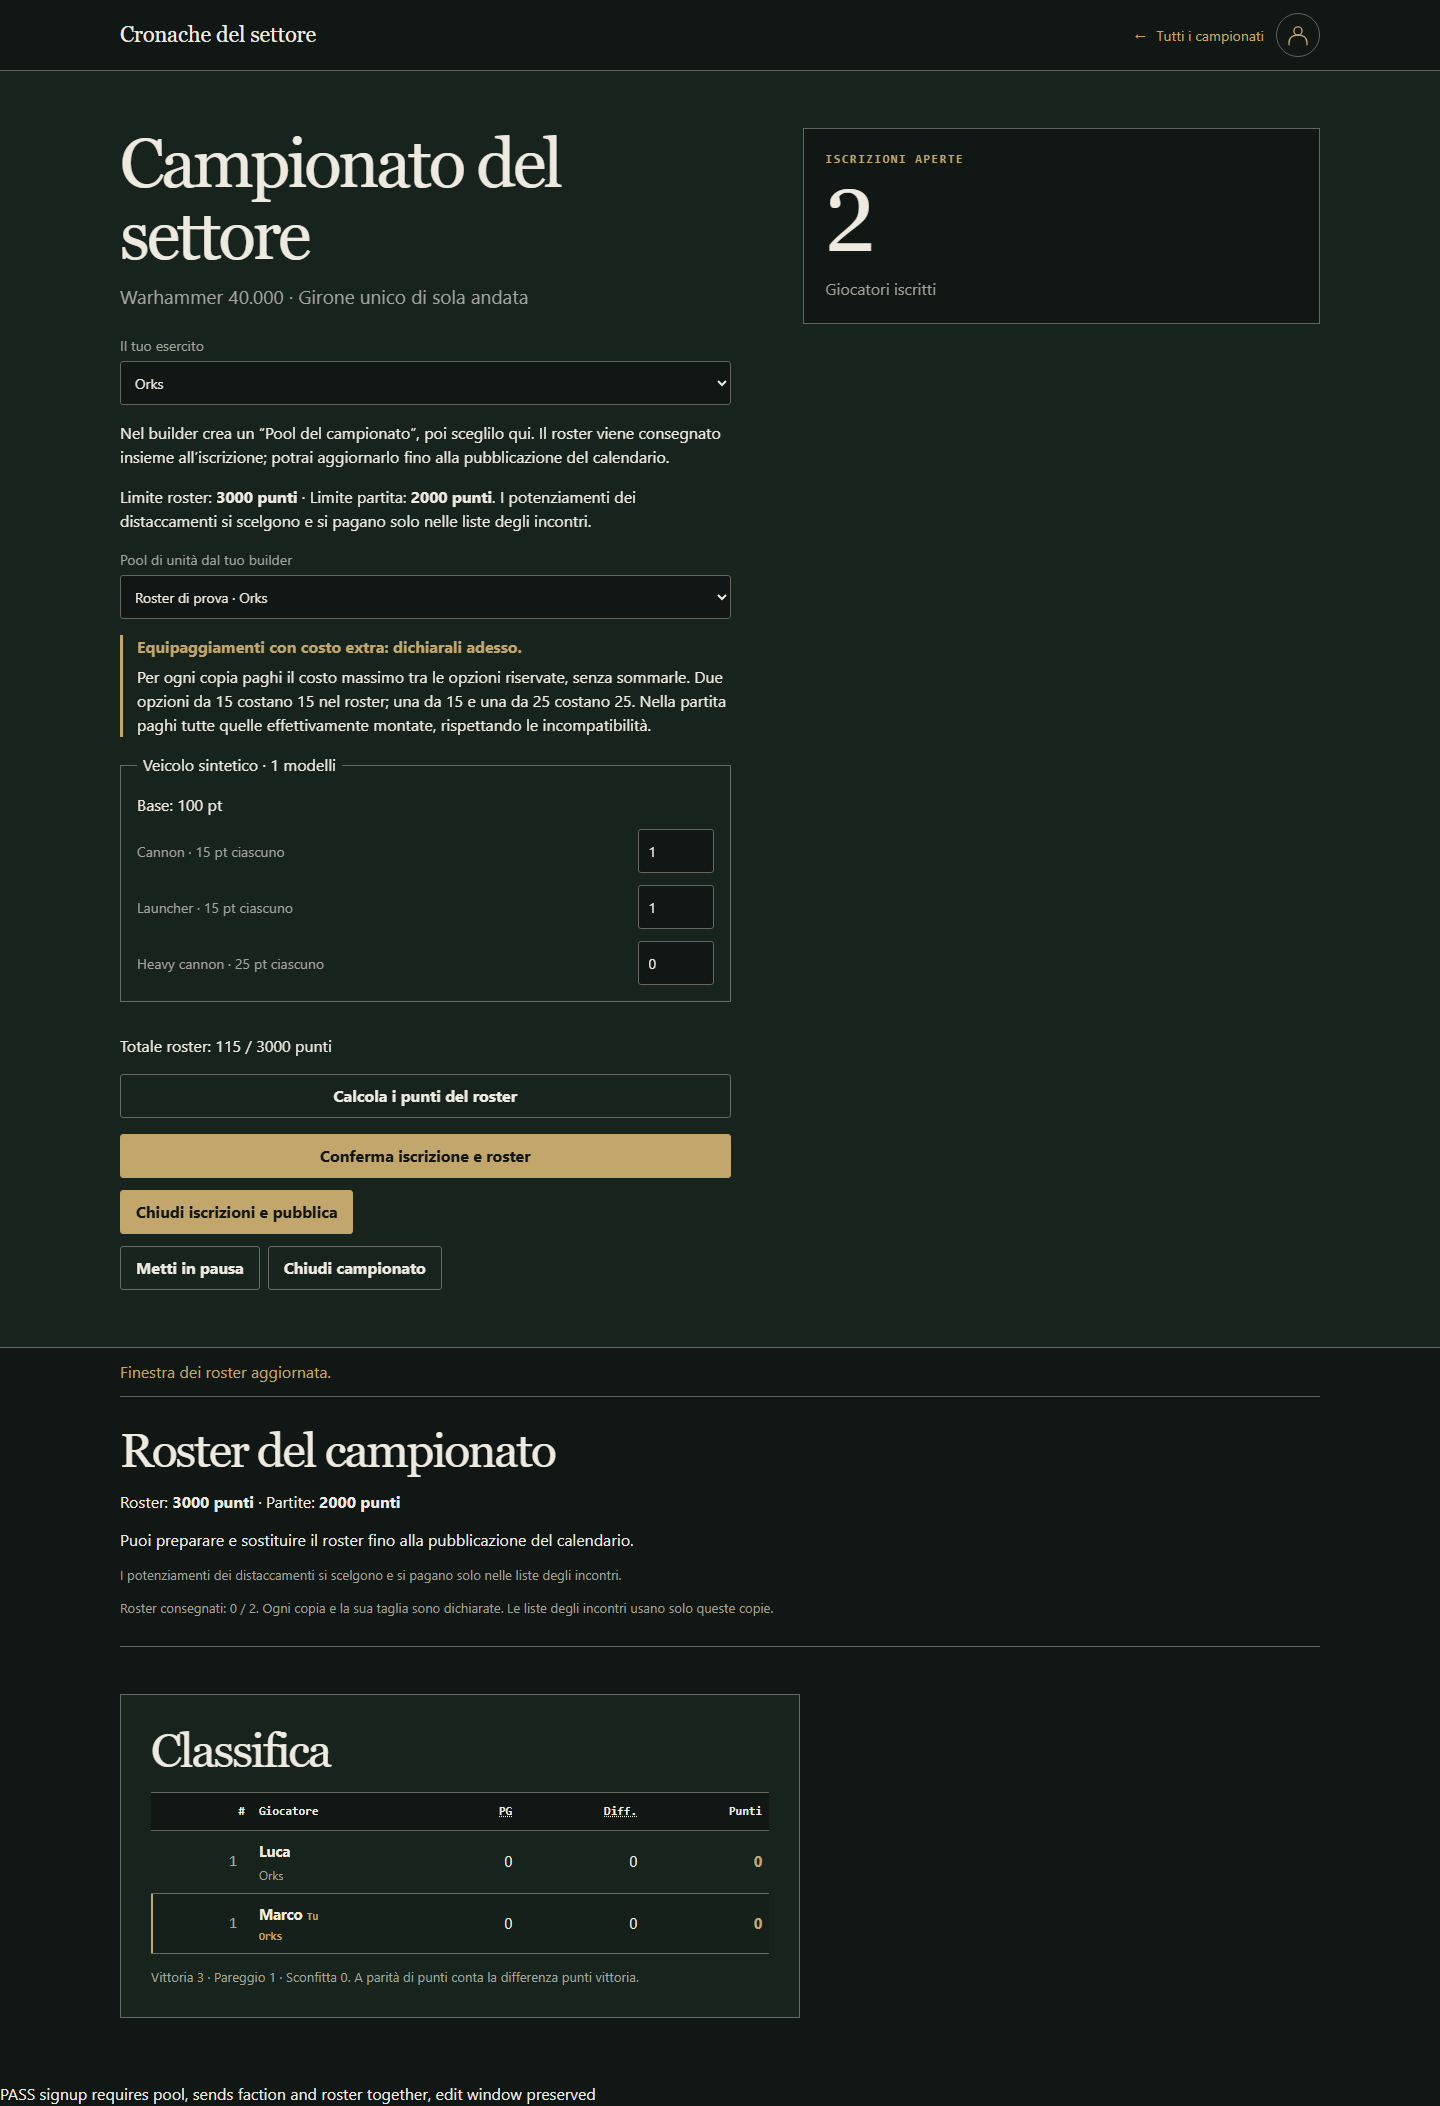 Cronache del settore
← Tutti i campionati
Campionato del
settore
Warhammer 40.000 · Girone unico di sola andata
ISCRIZIONI APERTE
2
Giocatori iscritti
Il tuo esercito
Orks
Nel builder crea un “Pool del campionato”, poi sceglilo qui. Il roster viene consegnato
insieme all’iscrizione; potrai aggiornarlo fino alla pubblicazione del calendario.
Limite roster: 3000 punti · Limite partita: 2000 punti. I potenziamenti dei
distaccamenti si scelgono e si pagano solo nelle liste degli incontri.
Pool di unità dal tuo builder
Roster di prova · Orks
Equipaggiamenti con costo extra: dichiarali adesso.
Per ogni copia paghi il costo massimo tra le opzioni riservate, senza sommarle. Due
opzioni da 15 costano 15 nel roster; una da 15 e una da 25 costano 25. Nella partita
paghi tutte quelle effettivamente montate, rispettando le incompatibilità.
Veicolo sintetico · 1 modelli
Base: 100 pt
Cannon · 15 pt ciascuno
1
Launcher · 15 pt ciascuno
1
Heavy cannon · 25 pt ciascuno
0
Totale roster: 115 / 3000 punti
Calcola i punti del roster
Conferma iscrizione e roster
Chiudi iscrizioni e pubblica
Metti in pausa
Chiudi campionato
Finestra dei roster aggiornata.
Roster del campionato
Roster: 3000 punti · Partite: 2000 punti
Puoi preparare e sostituire il roster fino alla pubblicazione del calendario.
I potenziamenti dei distaccamenti si scelgono e si pagano solo nelle liste degli incontri.
Roster consegnati: 0 / 2. Ogni copia e la sua taglia sono dichiarate. Le liste degli incontri usano solo queste copie.
Classifica
# Giocatore PG Diff. Punti
1 Luca 0 0 0
Orks
1 Marco Tu 0 0 0
Orks
Vittoria 3 · Pareggio 1 · Sconfitta 0. A parità di punti conta la differenza punti vittoria.
PASS signup requires pool, sends faction and roster together, edit window preserved